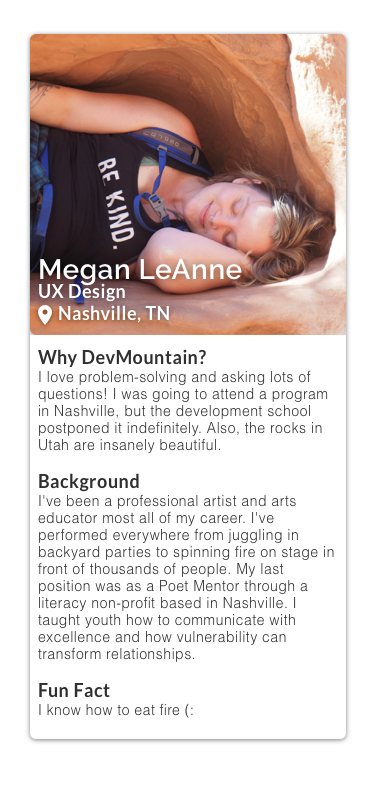 BE KIND.
Megan LeAnne
UX Design
Nashville, TN
Why DevMountain?
I love problem-solving and asking lots of
questions! I was going to attend a program
in Nashville, but the development school
postponed it indefinitely. Also, the rocks in
Utah are insanely beautiful.
Background
I've been a professional artist and arts
educator most all of my career. I've
performed everywhere from juggling in
backyard parties to spinning fire on stage in
front of thousands of people. My last
position was as a Poet Mentor through a
literacy non-profit based in Nashville. I
taught youth how to communicate with
excellence and how vulnerability can
transform relationships.
Fun Fact
I know how to eat fire (: